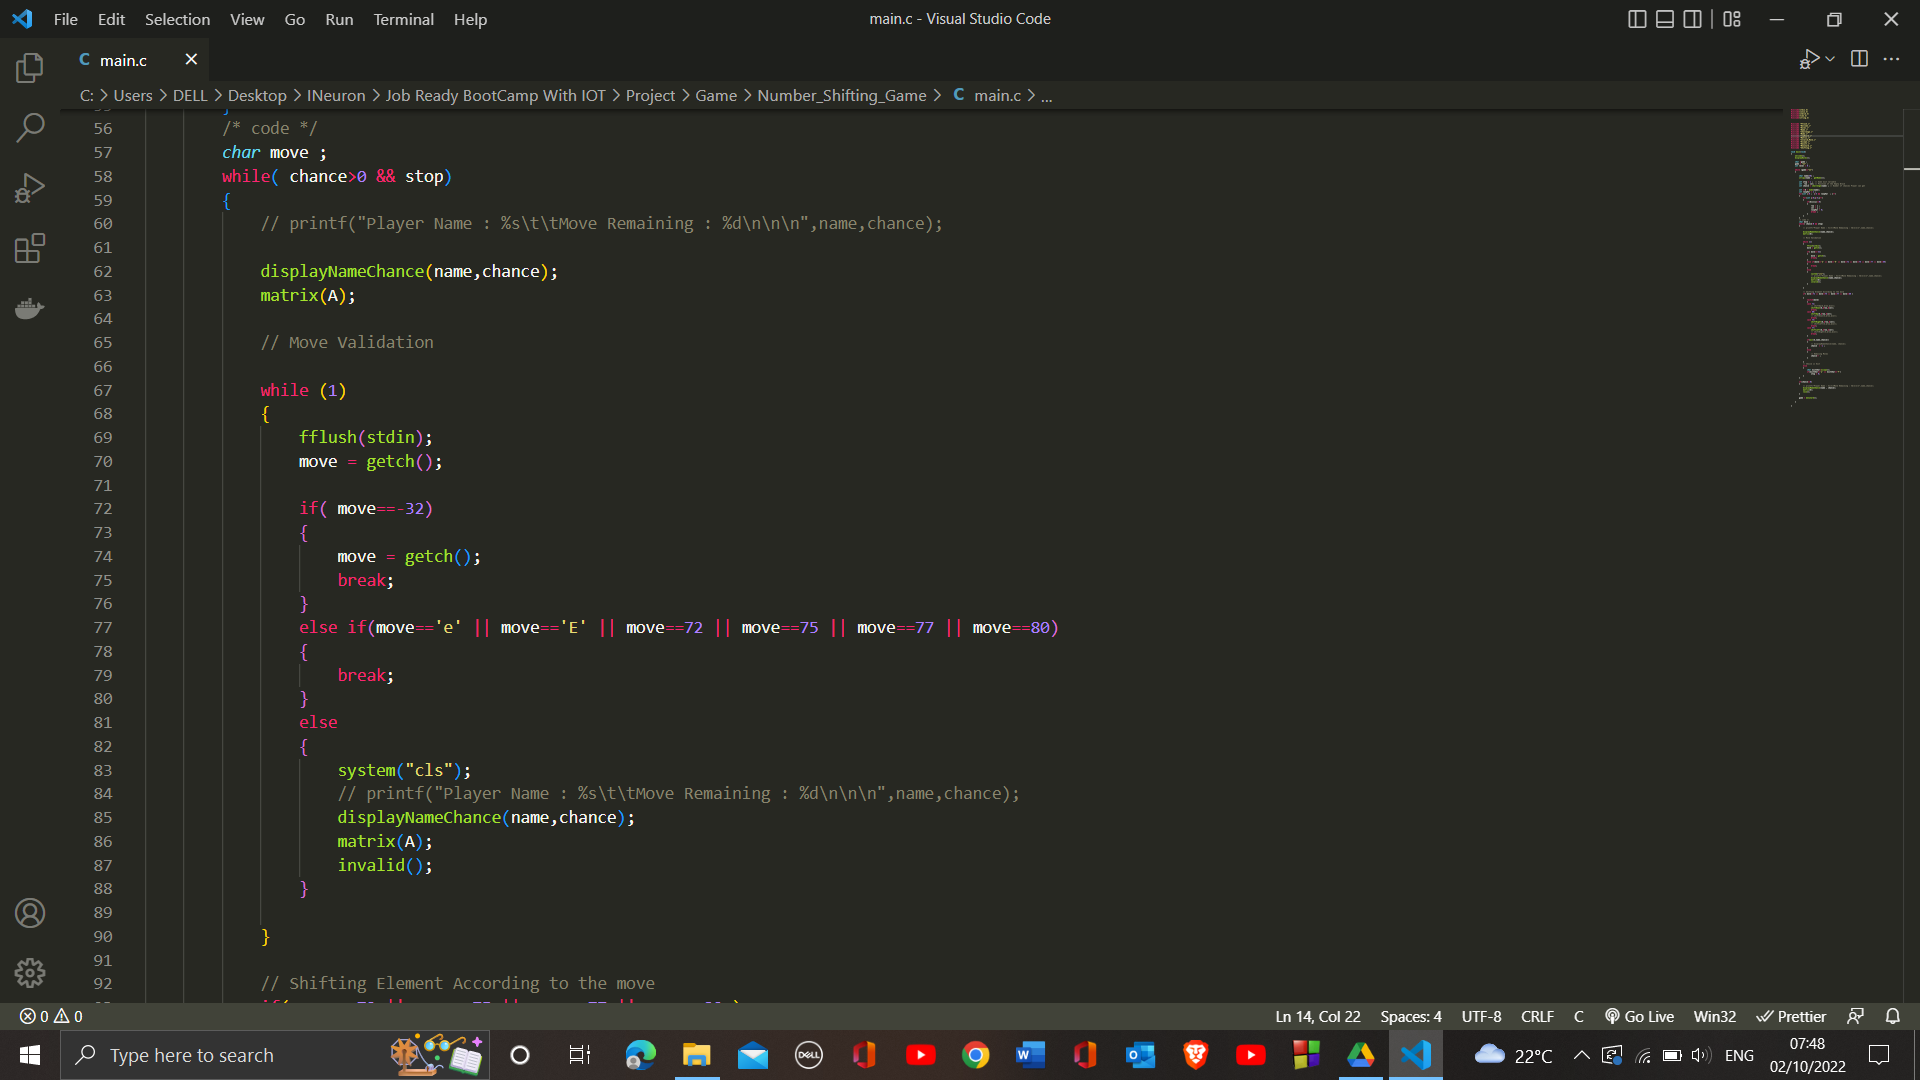 File Edit Selection View Go Run Terminal Help
main.c - Visual Studio Code
C main.c
C: > Users > DELL > Desktop > INeuron > Job Ready BootCamp With IOT > Project > Game > Number_Shifting_Game > C main.c > ...
56 /* code */
57 char move ;
58 while( chance>0 && stop)
59 {
60 // printf("Player Name : %s\t\tMove Remaining : %d\n\n\n",name,chance);
61
62 displayNameChance(name,chance);
63 matrix(A);
64
65 // Move Validation
66
67 while (1)
68 {
69 fflush(stdin);
70 move = getch();
71
72 if( move==-32)
73 {
74 move = getch();
75 break;
76 }
77 else if(move=='e' || move=='E' || move==72 || move==75 || move==77 || move==80)
78 {
79 break;
80 }
81 else
82 {
83 system("cls");
84 // printf("Player Name : %s\t\tMove Remaining : %d\n\n\n",name,chance);
85 displayNameChance(name,chance);
86 matrix(A);
87 invalid();
88 }
89
90 }
91
92 // Shifting Element According to the move
0 0
Ln 14, Col 22 Spaces: 4 UTF-8 CRLF C Go Live Win32 Prettier
Type here to search
DELL
22°C
ENG
07:48
02/10/2022